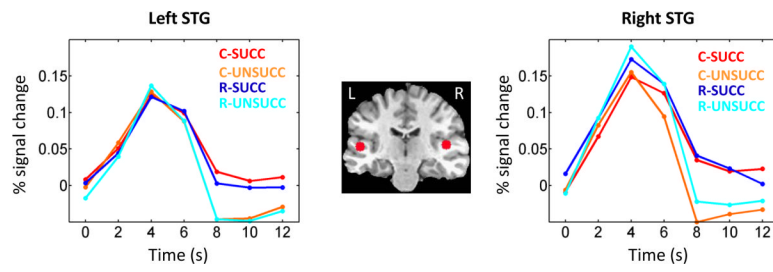 Left STG
% signal change
0.15
0.1
0.05
0
C-SUCC
C-UNSUCC
R-SUCC
R-UNSUCC
0 2 4 6 8 10 12
Time (s)
L R
Right STG
% signal change
0.15
0.1
0.05
0
C-SUCC
C-UNSUCC
R-SUCC
R-UNSUCC
0 2 4 6 8 10 12
Time (s)